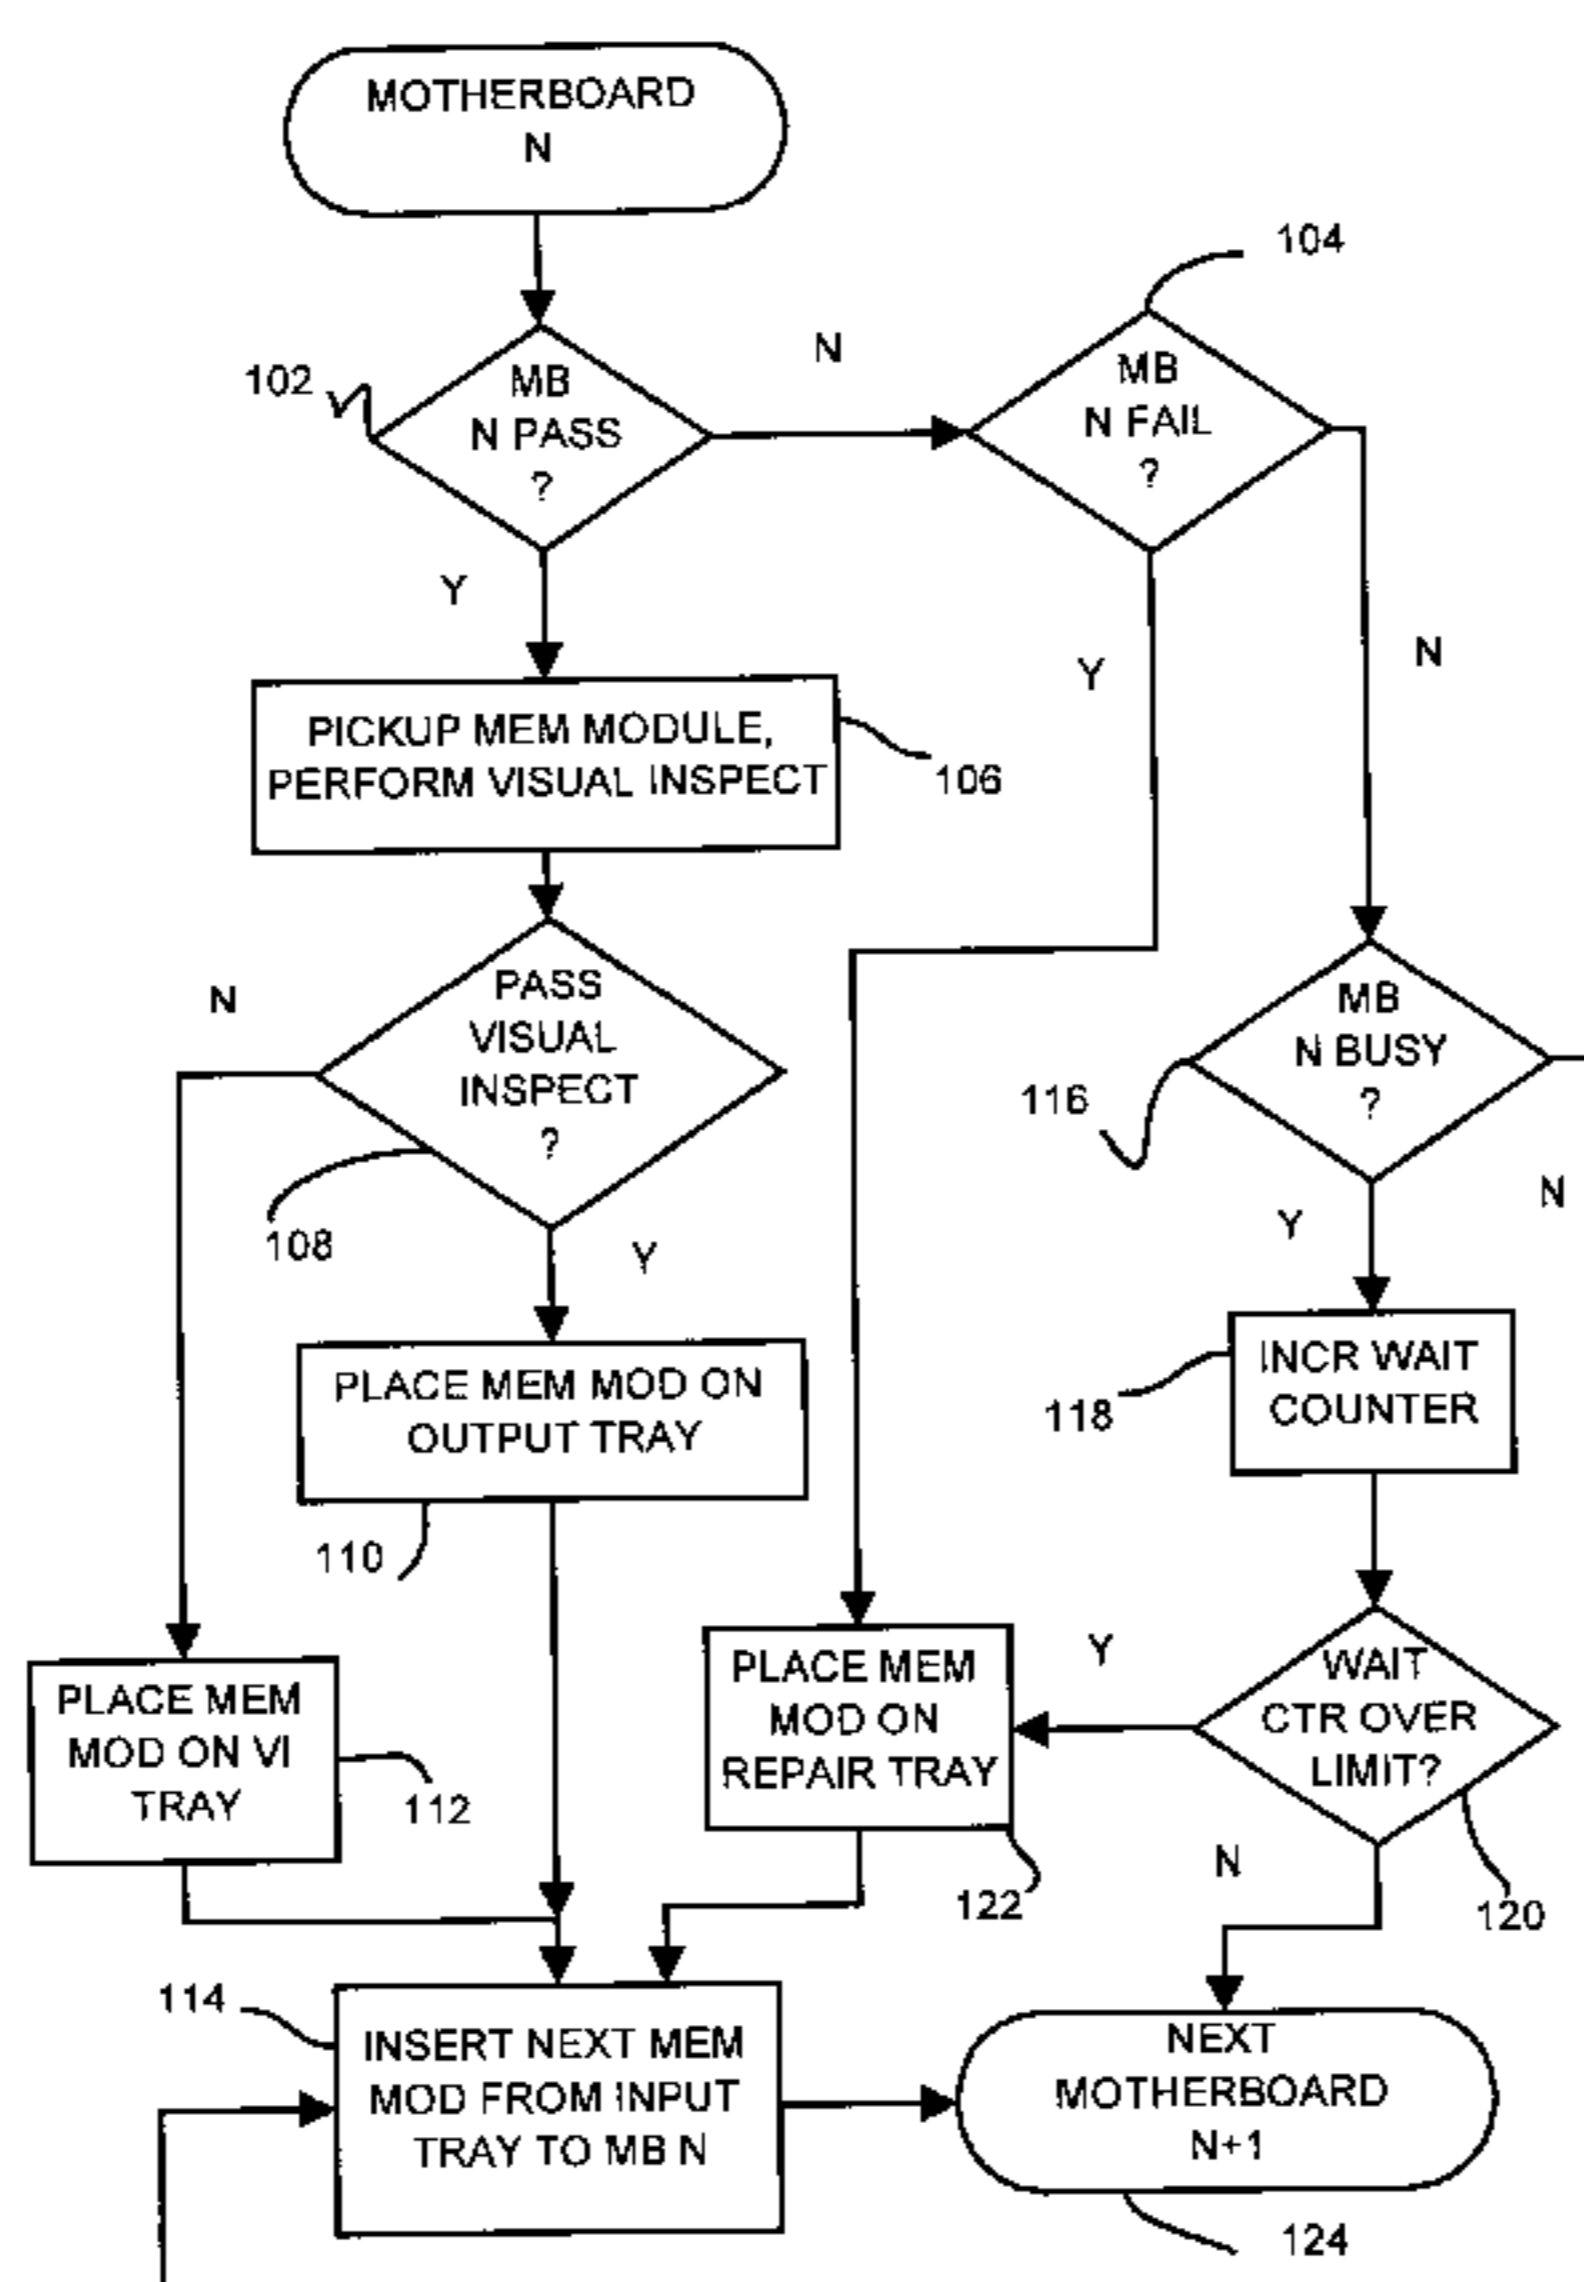 MOTHERBOARD
N
104
102
MB
N PASS
?
N
MB
N FAIL
?
Y
Y
N
PICKUP MEM MODULE,
PERFORM VISUAL INSPECT
106
N
PASS
VISUAL
INSPECT
?
108
Y
MB
N BUSY
?
116
Y
N
PLACE MEM MOD ON
OUTPUT TRAY
110
INCR WAIT
COUNTER
118
PLACE MEM
MOD ON VI
TRAY
112
PLACE MEM
MOD ON
REPAIR TRAY
122
Y
WAIT
CTR OVER
LIMIT?
120
N
114
INSERT NEXT MEM
MOD FROM INPUT
TRAY TO MB N
NEXT
MOTHERBOARD
N+1
124